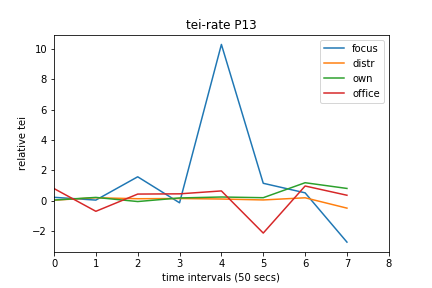 tei-rate P13
10
8
6
4
2
0
−2
relative tei
focus
distr
own
office
0 1 2 3 4 5 6 7 8
time intervals (50 secs)